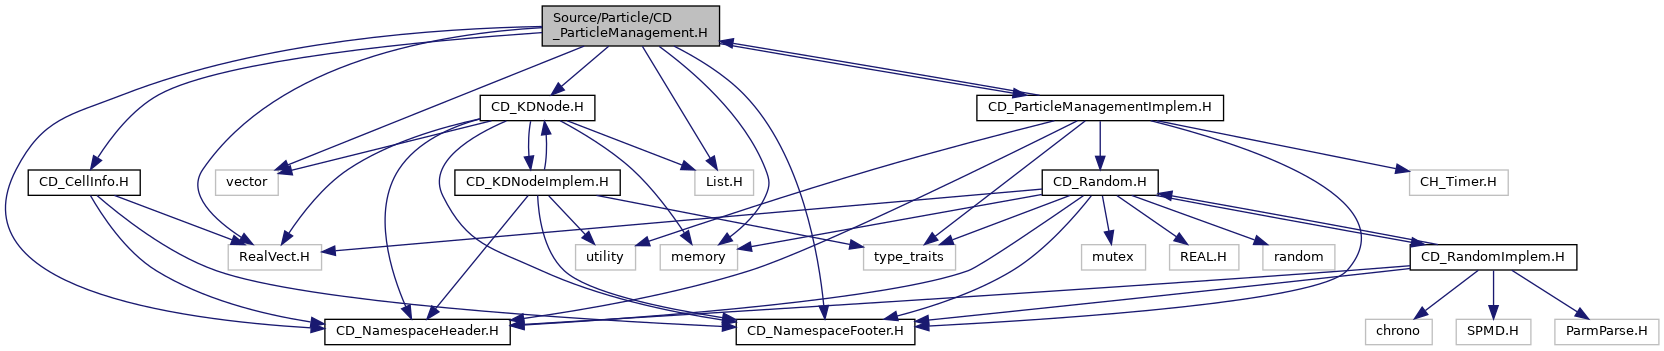 Source/Particle/CD
_ParticleManagement.H
CD_KDNode.H
CD_ParticleManagementImplem.H
CD_CellInfo.H
vector
CD_KDNodeImplem.H
List.H
CD_Random.H
CH_Timer.H
RealVect.H
utility
memory
type_traits
mutex
REAL.H
random
CD_RandomImplem.H
CD_NamespaceHeader.H
CD_NamespaceFooter.H
chrono
SPMD.H
ParmParse.H